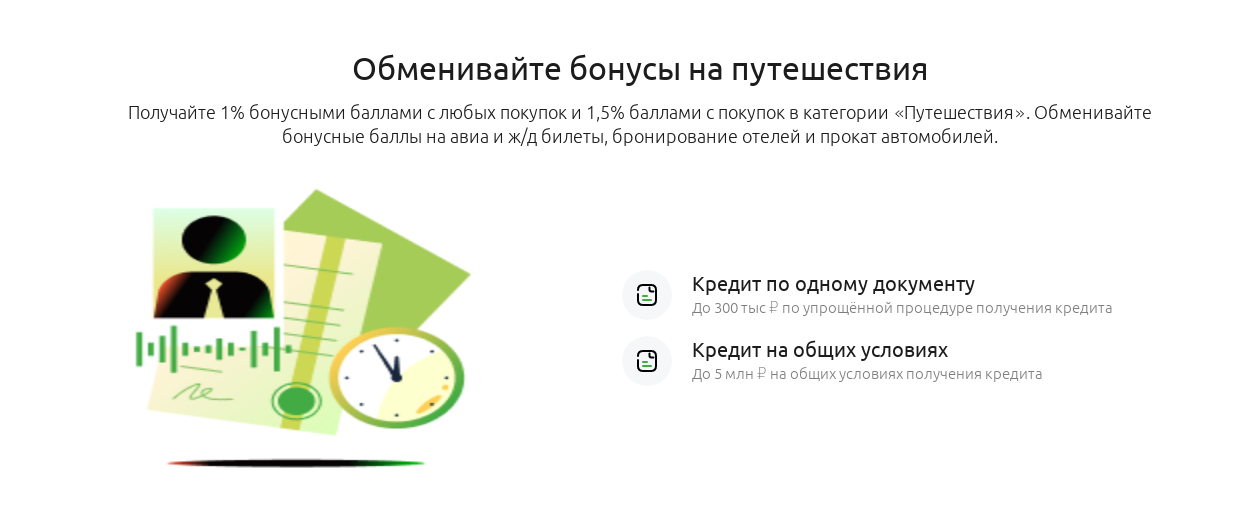 Обменивайте бонусы на путешествия
Получайте 1% бонусными баллами с любых покупок и 1,5% баллами с покупок в категории «Путешествия». Обменивайте
бонусные баллы на авиа и ж/д билеты, бронирование отелей и прокат автомобилей.
Кредит по одному документу
До 300 тыс ₽ по упрощённой процедуре получения кредита
Кредит на общих условиях
До 5 млн ₽ на общих условиях получения кредита